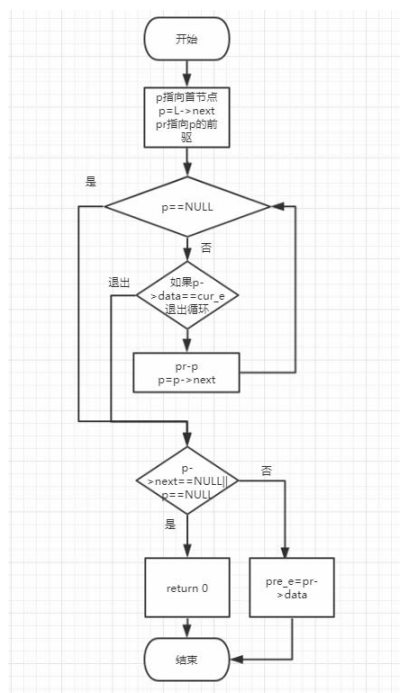 开始
p指向首节点
p=L->next
pr指向p的前
驱
是
p==NULL
否
退出
如果p-
>data==cur_e
退出循环
pr-p
p=p->next
p-
>next==NULL||
p==NULL
否
是
return 0
pre_e=pr-
>data
结束